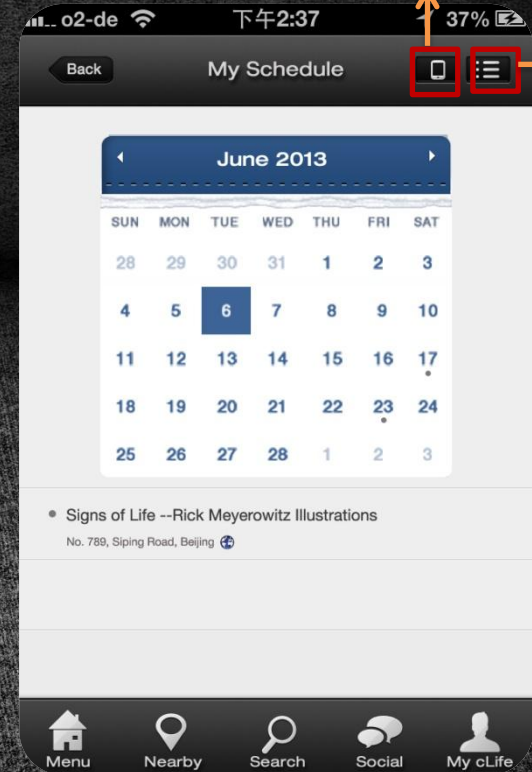 o2-de 下午2:37 37%
Back My Schedule
June 2013
SUN MON TUE WED THU FRI SAT
28 29 30 31 1 2 3
4 5 6 7 8 9 10
11 12 13 14 15 16 17
18 19 20 21 22 23 24
25 26 27 28 1 2 3
Signs of Life --Rick Meyerowitz Illustrations
No. 789, Siping Road, Beijing
Menu Nearby Search Social My cLife